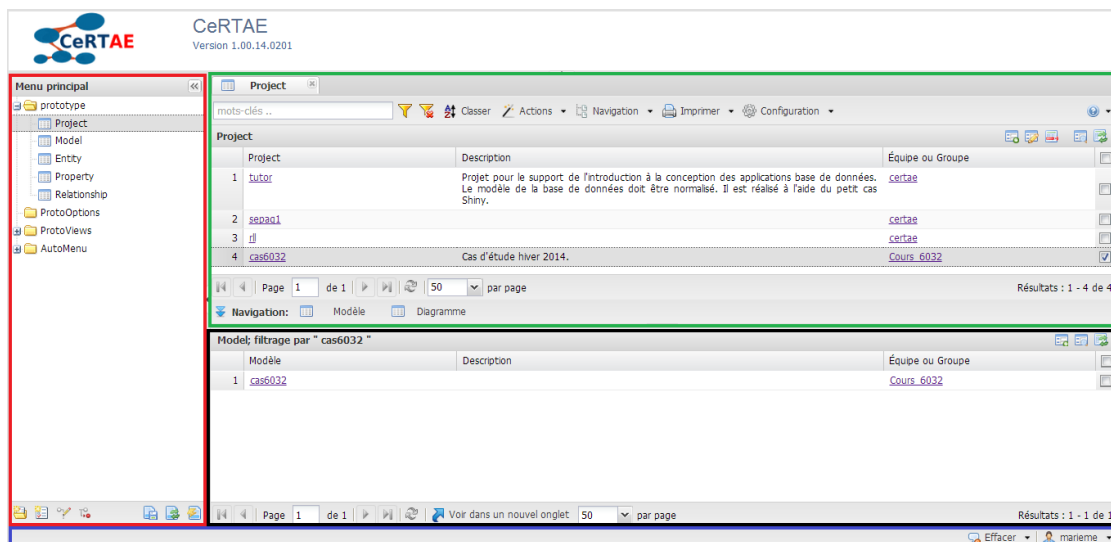 CeRTAE
CeRTAE
Version 1.00.14.0201
Menu principal
prototype
Project
Model
Entity
Property
Relationship
ProtoOptions
ProtoViews
AutoMenu
Project
mots-clés ..
Classer Actions Navigation Imprimer Configuration
Project
Project Description Équipe ou Groupe
1 tutor Projet pour le support de l'introduction à la conception des applications base de données. certae
Le modèle de la base de données doit être normalisé. Il est réalisé à l'aide du petit cas
Shiny.
2 sepaq1 certae
3 rll certae
4 cas6032 Cas d'étude hiver 2014. Cours 6032
Page 1 de 1 50 par page Résultats : 1 - 4 de 4
Navigation: Modèle Diagramme
Model; filtrage par " cas6032 "
Modèle Description Équipe ou Groupe
1 cas6032 Cours 6032
Page 1 de 1 Voir dans un nouvel onglet 50 par page Résultats : 1 - 1 de 1
Effacer marieme